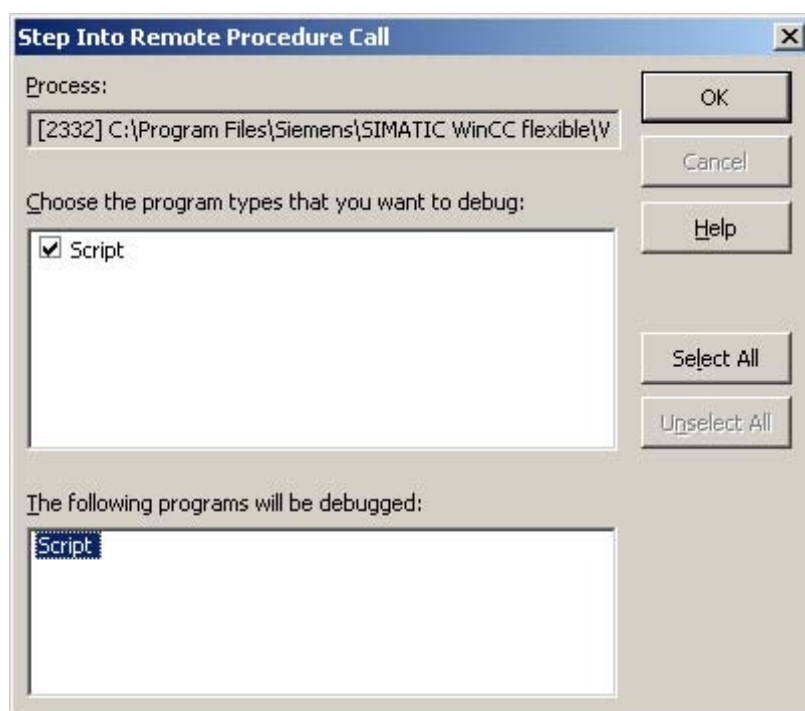 Step Into Remote Procedure Call
Process:
[2332] C:\Program Files\Siemens\SIMATIC WinCC flexible\V
OK
Cancel
Choose the program types that you want to debug:
Help
Script
Select All
Unselect All
The following programs will be debugged:
Script